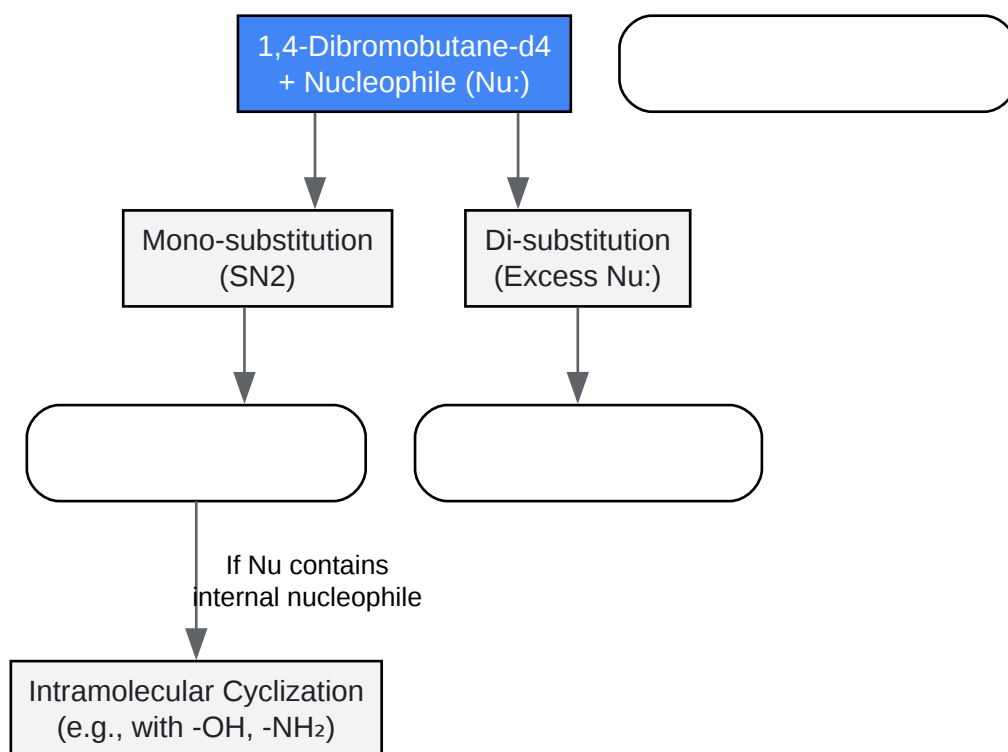 1,4-Dibromobutane-d4
+ Nucleophile (Nu:)
Mono-substitution
(SN2)
Di-substitution
(Excess Nu:)
If Nu contains
internal nucleophile
Intramolecular Cyclization
(e.g., with -OH, -NH₂)